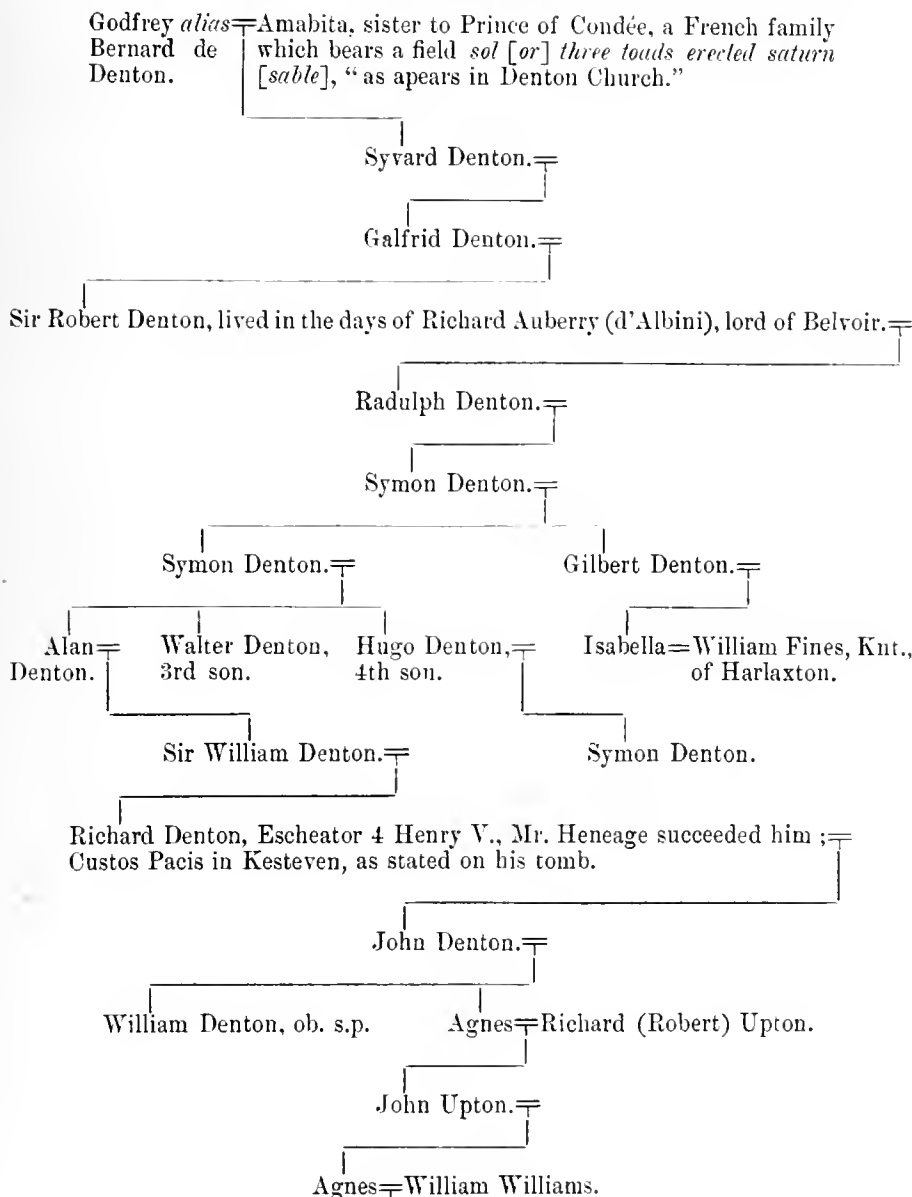 Godfrey alias=Amabita, sister to Prince of Condée, a French family
Bernard de which bears a field sol [or] three toads erected saturn
Denton. [sable], “as apears in Denton Church.”
Syvard Denton.=
Galfrid Denton.=
Sir Robert Denton, lived in the days of Richard Auberry (d'Albini), lord of Belvoir.=
Radulph Denton.=
Symon Denton.=
Symon Denton.= Gilbert Denton.=
Alan= Walter Denton, Hugo Denton,= Isabella=William Fines, Knt.,
Denton. 3rd son. 4th son. of Harlaxton.
Sir William Denton.= Symon Denton.
Richard Denton, Escheator 4 Henry V., Mr. Heneage succeeded him ;=
Custos Pacis in Kesteven, as stated on his tomb.
John Denton.=
William Denton, ob. s.p. Agnes=Richard (Robert) Upton.
John Upton.=
Agnes=William Williams.